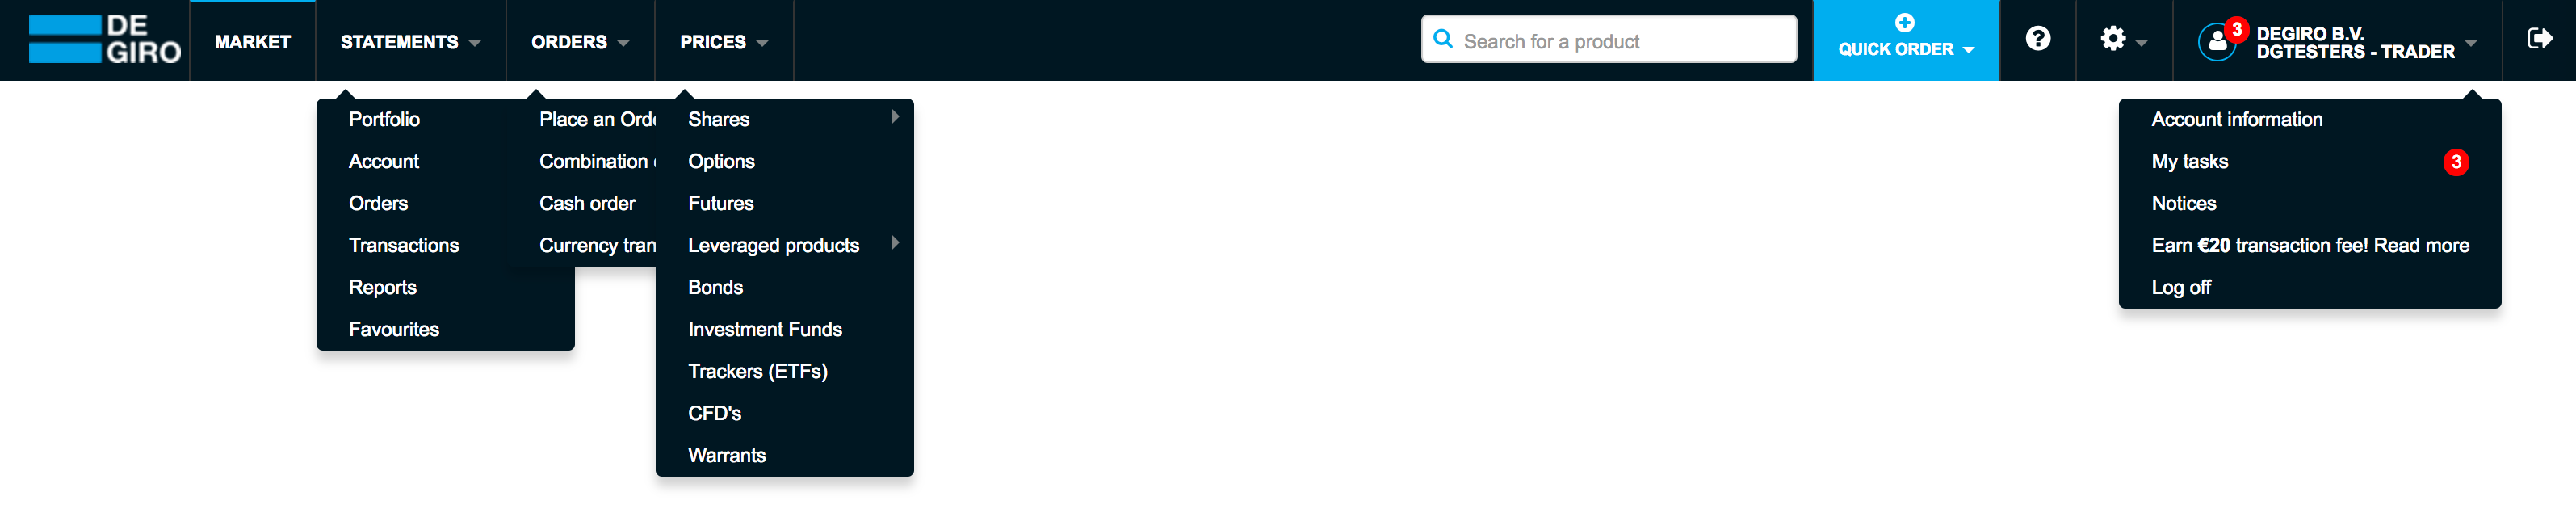 DE
GIRO
MARKET
STATEMENTS
ORDERS
PRICES
Search for a product
QUICK ORDER
3
DEGIRO B.V.
DGTESTERS - TRADER
Portfolio
Account
Orders
Transactions
Reports
Favourites
Place an
Combination
Cash order
Currency
Shares
Options
Futures
Leveraged products
Bonds
Investment Funds
Trackers (ETFs)
CFD's
Warrants
Account information
My tasks 3
Notices
Earn €20 transaction fee! Read more
Log off